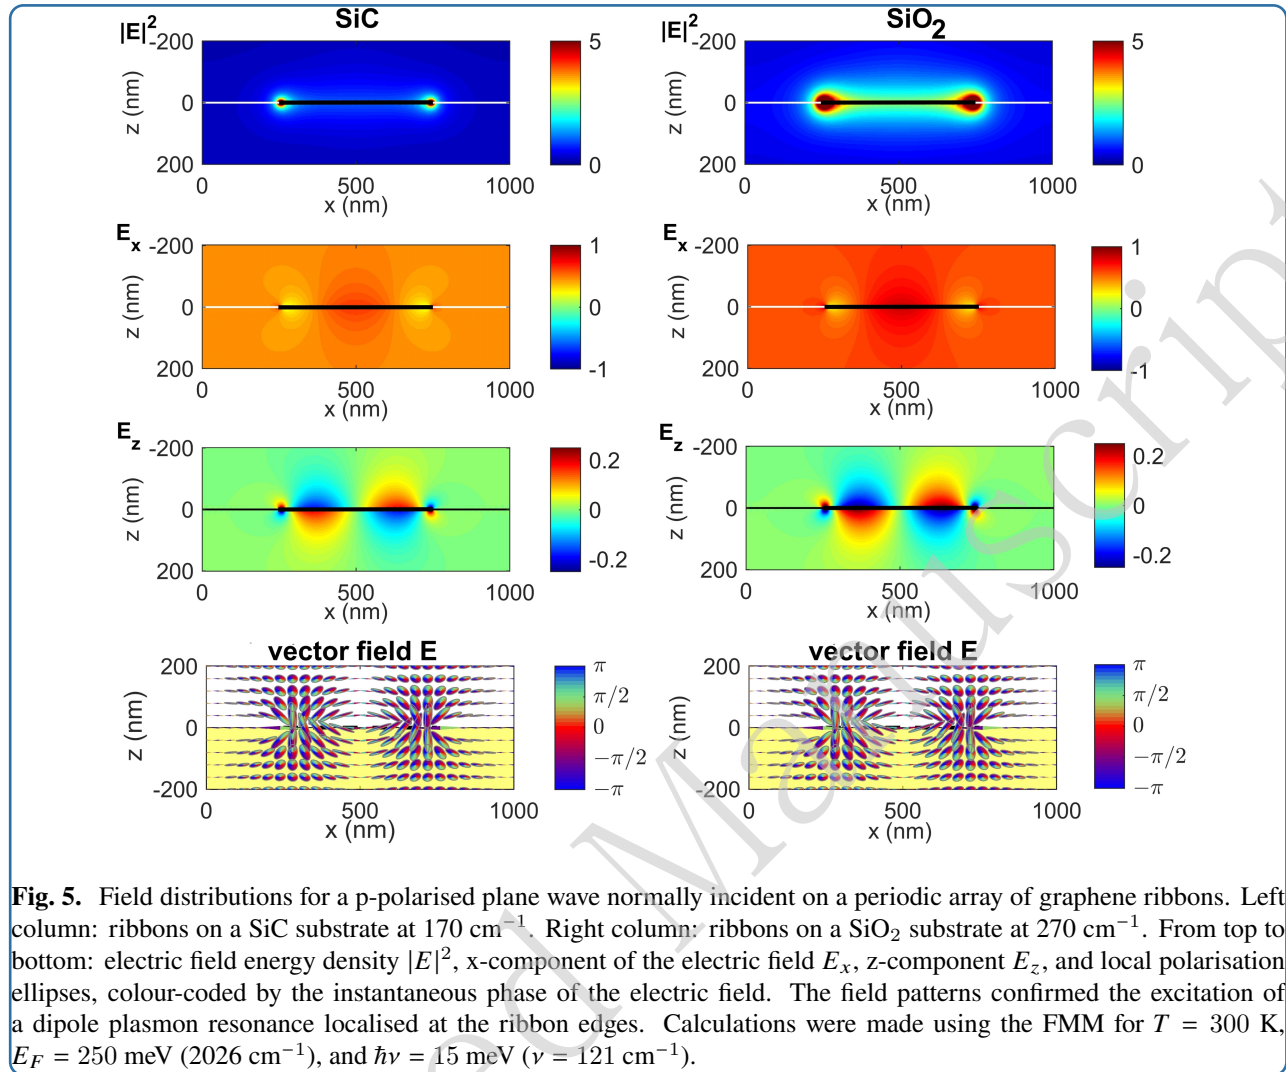 SiC
|E|²
-200
0
200
z (nm)
0 500 1000
x (nm)
5
0
SiO₂
|E|²
-200
0
200
z (nm)
0 500 1000
x (nm)
5
0
Eₓ
-200
0
200
z (nm)
0 500 1000
x (nm)
1
0
-1
Eₓ
-200
0
200
z (nm)
0 500 1000
x (nm)
1
0
-1
E_z
-200
0
200
z (nm)
0 500 1000
x (nm)
0.2
0
-0.2
E_z
-200
0
200
z (nm)
0 500 1000
x (nm)
0.2
0
-0.2
vector field E
200
0
-200
z (nm)
0 500 1000
x (nm)
π
π/2
0
−π/2
−π
vector field E
200
0
-200
z (nm)
0 500 1000
x (nm)
π
π/2
0
−π/2
−π
Fig. 5. Field distributions for a p-polarised plane wave normally incident on a periodic array of graphene ribbons. Left
column: ribbons on a SiC substrate at 170 cm⁻¹. Right column: ribbons on a SiO₂ substrate at 270 cm⁻¹. From top to
bottom: electric field energy density |E|², x-component of the electric field Eₓ, z-component E_z, and local polarisation
ellipses, colour-coded by the instantaneous phase of the electric field. The field patterns confirmed the excitation of
a dipole plasmon resonance localised at the ribbon edges. Calculations were made using the FMM for T = 300 K,
E_F = 250 meV (2026 cm⁻¹), and ℏν = 15 meV (ν = 121 cm⁻¹).
ed Manuscript